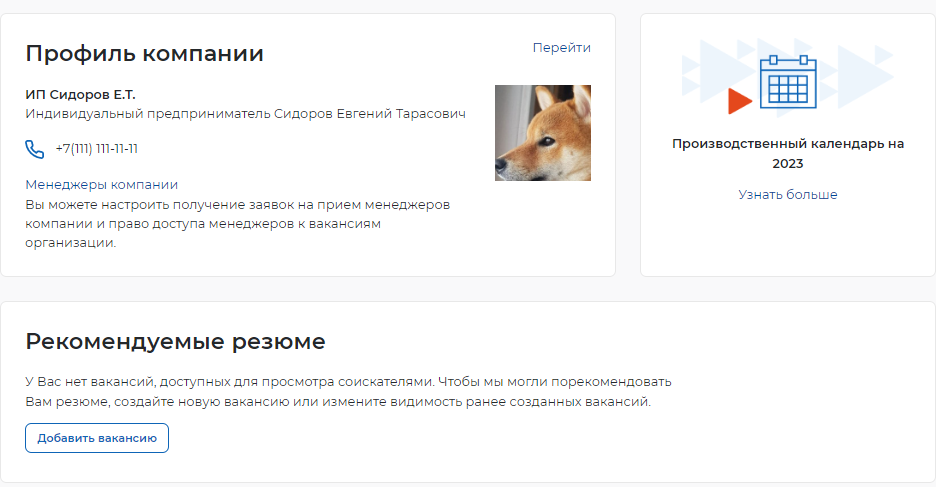 Профиль компании
Перейти
ИП Сидоров Е.Т.
Индивидуальный предприниматель Сидоров Евгений Тарасович
+7(111) 111-11-11
Менеджеры компании
Вы можете настроить получение заявок на прием менеджеров
компании и право доступа менеджеров к вакансиям
организации.
Производственный календарь на
2023
Узнать больше
Рекомендуемые резюме
У Вас нет вакансий, доступных для просмотра соискателями. Чтобы мы могли порекомендовать
Вам резюме, создайте новую вакансию или измените видимость ранее созданных вакансий.
Добавить вакансию